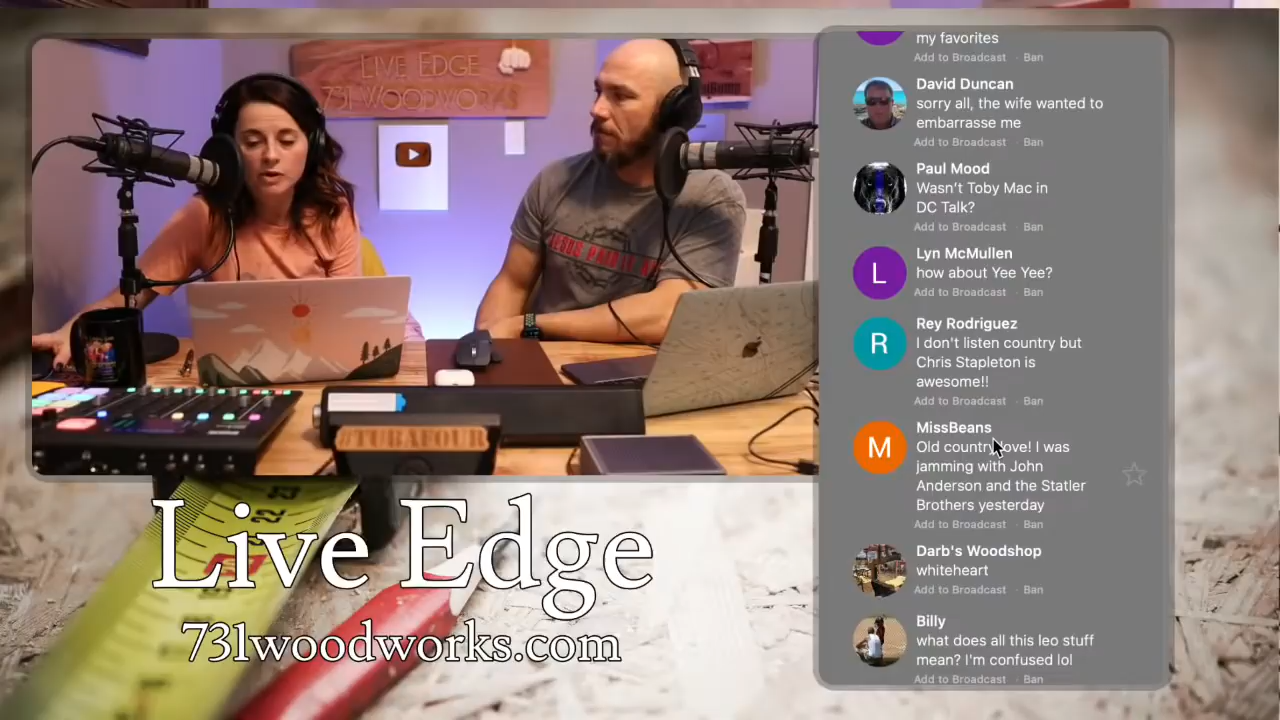 LIVE EDGE
731 WOODWORKS
JESUS PAID IT
#TUBAFOUR
Live Edge
731woodworks.com
my favorites
Add to Broadcast · Ban
David Duncan
sorry all, the wife wanted to
embarrasse me
Add to Broadcast · Ban
Paul Mood
Wasn't Toby Mac in
DC Talk?
Add to Broadcast · Ban
Lyn McMullen
how about Yee Yee?
Add to Broadcast · Ban
L
Rey Rodriguez
I don't listen country but
Chris Stapleton is
awesome!!
Add to Broadcast · Ban
R
MissBeans
Old country love! I was
jamming with John
Anderson and the Statler
Brothers yesterday
Add to Broadcast · Ban
M
Darb's Woodshop
whiteheart
Add to Broadcast · Ban
Billy
what does all this leo stuff
mean? I'm confused lol
Add to Broadcast · Ban